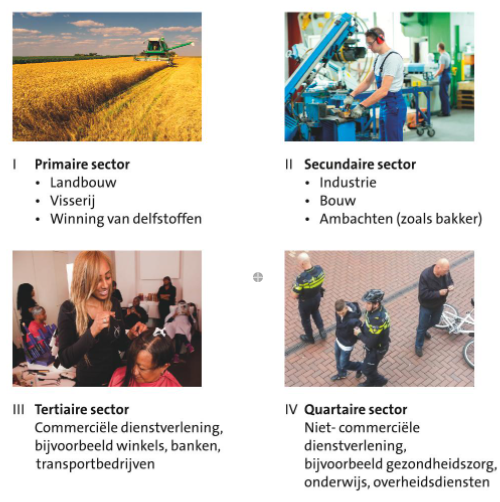 I Primaire sector
• Landbouw
• Visserij
• Winning van delfstoffen
II Secundaire sector
• Industrie
• Bouw
• Ambachten (zoals bakker)
III Tertiaire sector
Commerciële dienstverlening,
bijvoorbeeld winkels, banken,
transportbedrijven
IV Quartaire sector
Niet- commerciële
dienstverlening,
bijvoorbeeld gezondheidszorg,
onderwijs, overheidsdiensten